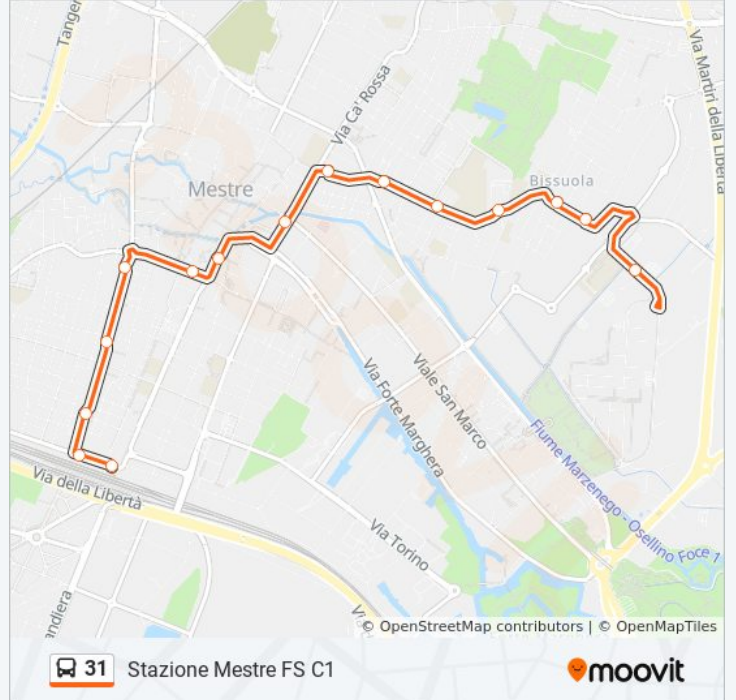 Tangen
Via Martiri della Libertà
Via Ca' Rossa
Bissuola
Mestre
Viale San Marco
Via Forte Marghera
Fiume Marzenego - Osellino Foce 1
Via della Libertà
Via Torino
andiera
© OpenStreetMap contributors | © OpenMapTiles
31 Stazione Mestre FS C1
moovit